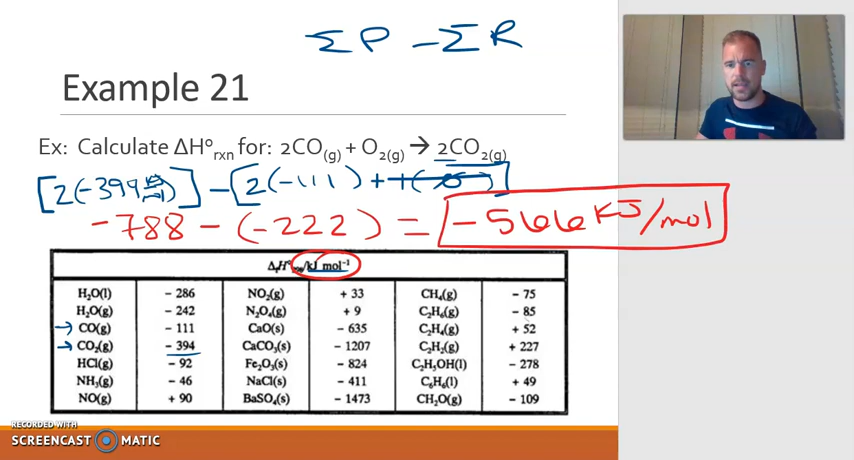 ΣP - ΣR
Example 21
Ex: Calculate ΔH°rxn for: 2CO(g) + O2(g) → 2CO2(g)
[2(-394 kJ/mol)] - [2(-111) + 1(0)]
-788 - (-222) = -566 kJ/mol
ΔfH°298/kJ mol⁻¹
H2O(l) - 286 NO2(g) + 33 CH4(g) - 75
H2O(g) - 242 N2O4(g) + 9 C2H6(g) - 85
→ CO(g) - 111 CaO(s) - 635 C2H4(g) + 52
→ CO2(g) - 394 CaCO3(s) - 1207 C2H2(g) + 227
HCl(g) - 92 Fe2O3(s) - 824 C2H5OH(l) - 278
NH3(g) - 46 NaCl(s) - 411 C6H6(l) + 49
NO(g) + 90 BaSO4(s) - 1473 CH2O(g) - 109
RECORDED WITH
SCREENCAST MATIC